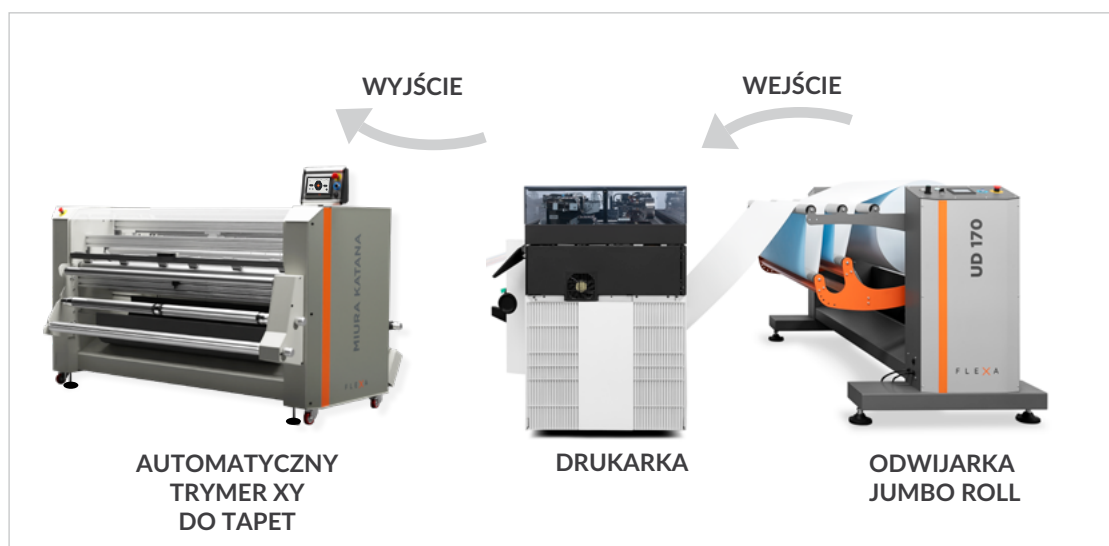 WYJŚCIE
WEJŚCIE
MIURA KATANA
FLEXA
UD 170
FLEXA
AUTOMATYCZNY
TRYMER XY
DO TAPET
DRUKARKA
ODWIJARKA
JUMBO ROLL